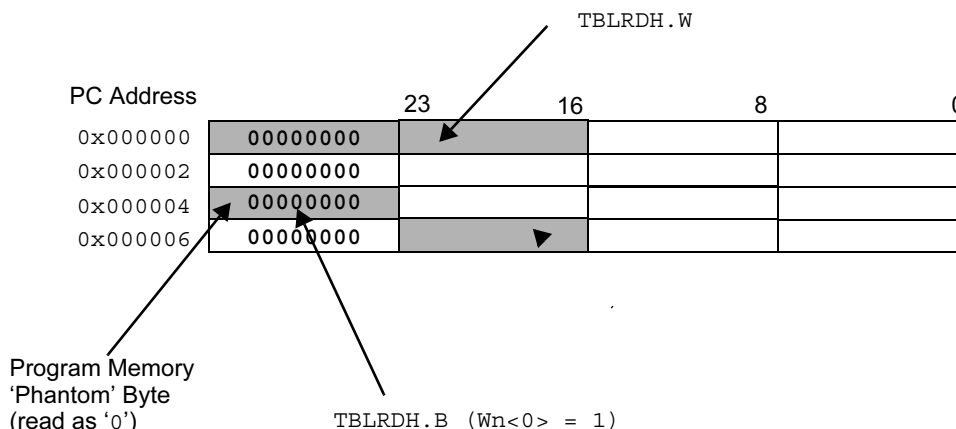 TBLRDH.W
PC Address
23 16 8 0
0x000000 00000000
0x000002 00000000
0x000004 00000000
0x000006 00000000
Program Memory
‘Phantom’ Byte
(read as ‘0’)
TBLRDH.B (Wn<0> = 1)